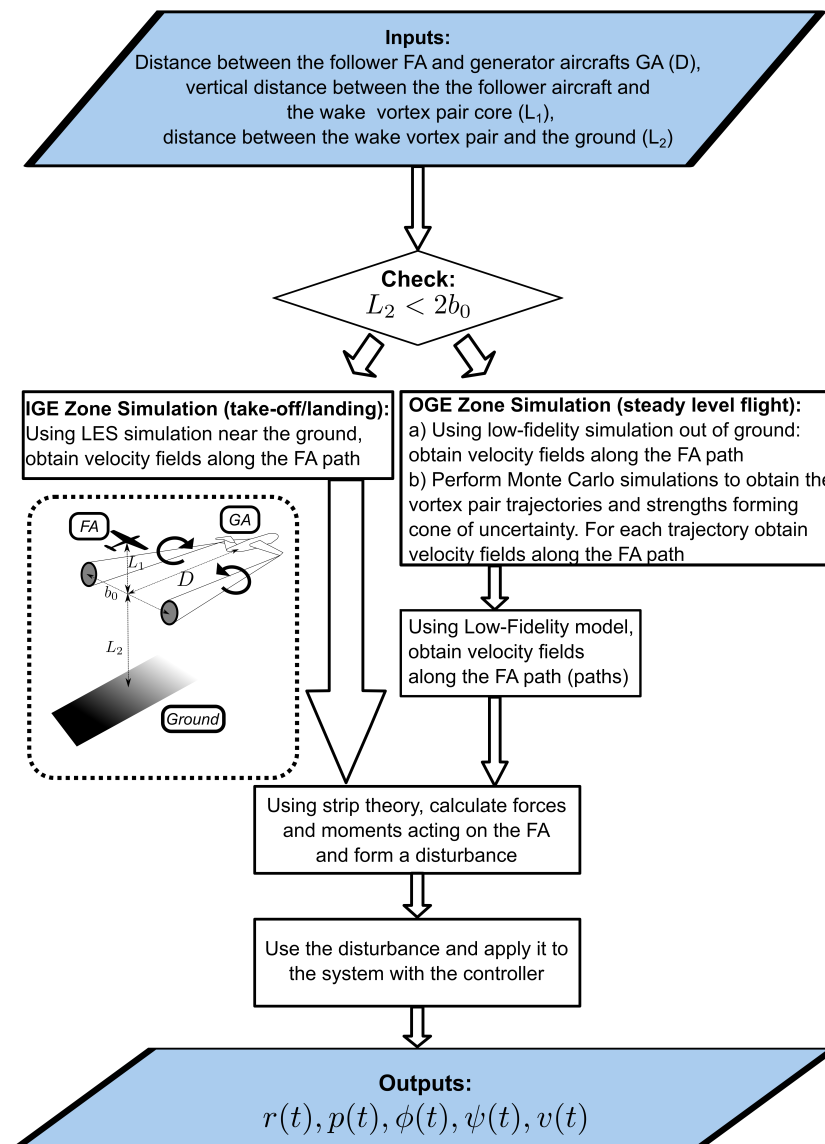 Inputs:
Distance between the follower FA and generator aircrafts GA (D),
vertical distance between the the follower aircraft and
the wake vortex pair core (L₁),
distance between the wake vortex pair and the ground (L₂)
Check:
L₂ < 2b₀
IGE Zone Simulation (take-off/landing):
Using LES simulation near the ground,
obtain velocity fields along the FA path
OGE Zone Simulation (steady level flight):
a) Using low-fidelity simulation out of ground:
obtain velocity fields along the FA path
b) Perform Monte Carlo simulations to obtain the
vortex pair trajectories and strengths forming
cone of uncertainty. For each trajectory obtain
velocity fields along the FA path
FA
GA
L₁
D
b₀
L₂
Ground
Using Low-Fidelity model,
obtain velocity fields
along the FA path (paths)
Using strip theory, calculate forces
and moments acting on the FA
and form a disturbance
Use the disturbance and apply it to
the system with the controller
Outputs:
r(t), p(t), ϕ(t), ψ(t), v(t)